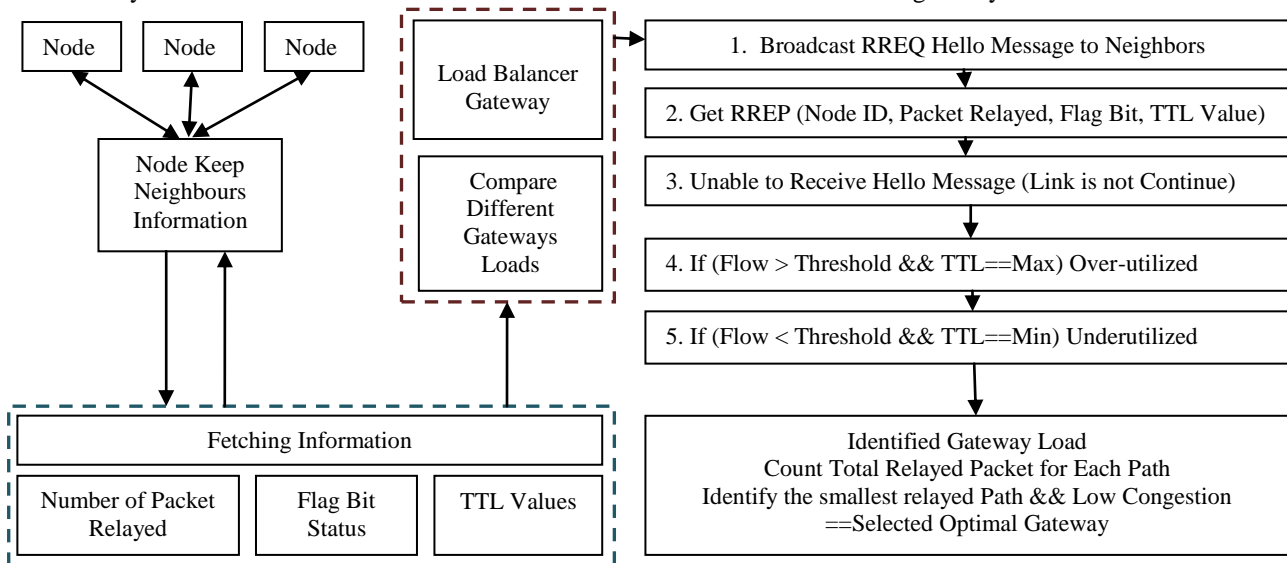 Node
Node
Node
Node Keep
Neighbours
Information
Load Balancer
Gateway
Compare
Different
Gateways
Loads
Fetching Information
Number of Packet
Relayed
Flag Bit
Status
TTL Values
1. Broadcast RREQ Hello Message to Neighbors
2. Get RREP (Node ID, Packet Relayed, Flag Bit, TTL Value)
3. Unable to Receive Hello Message (Link is not Continue)
4. If (Flow > Threshold && TTL==Max) Over-utilized
5. If (Flow < Threshold && TTL==Min) Underutilized
Identified Gateway Load
Count Total Relayed Packet for Each Path
Identify the smallest relayed Path && Low Congestion
==Selected Optimal Gateway